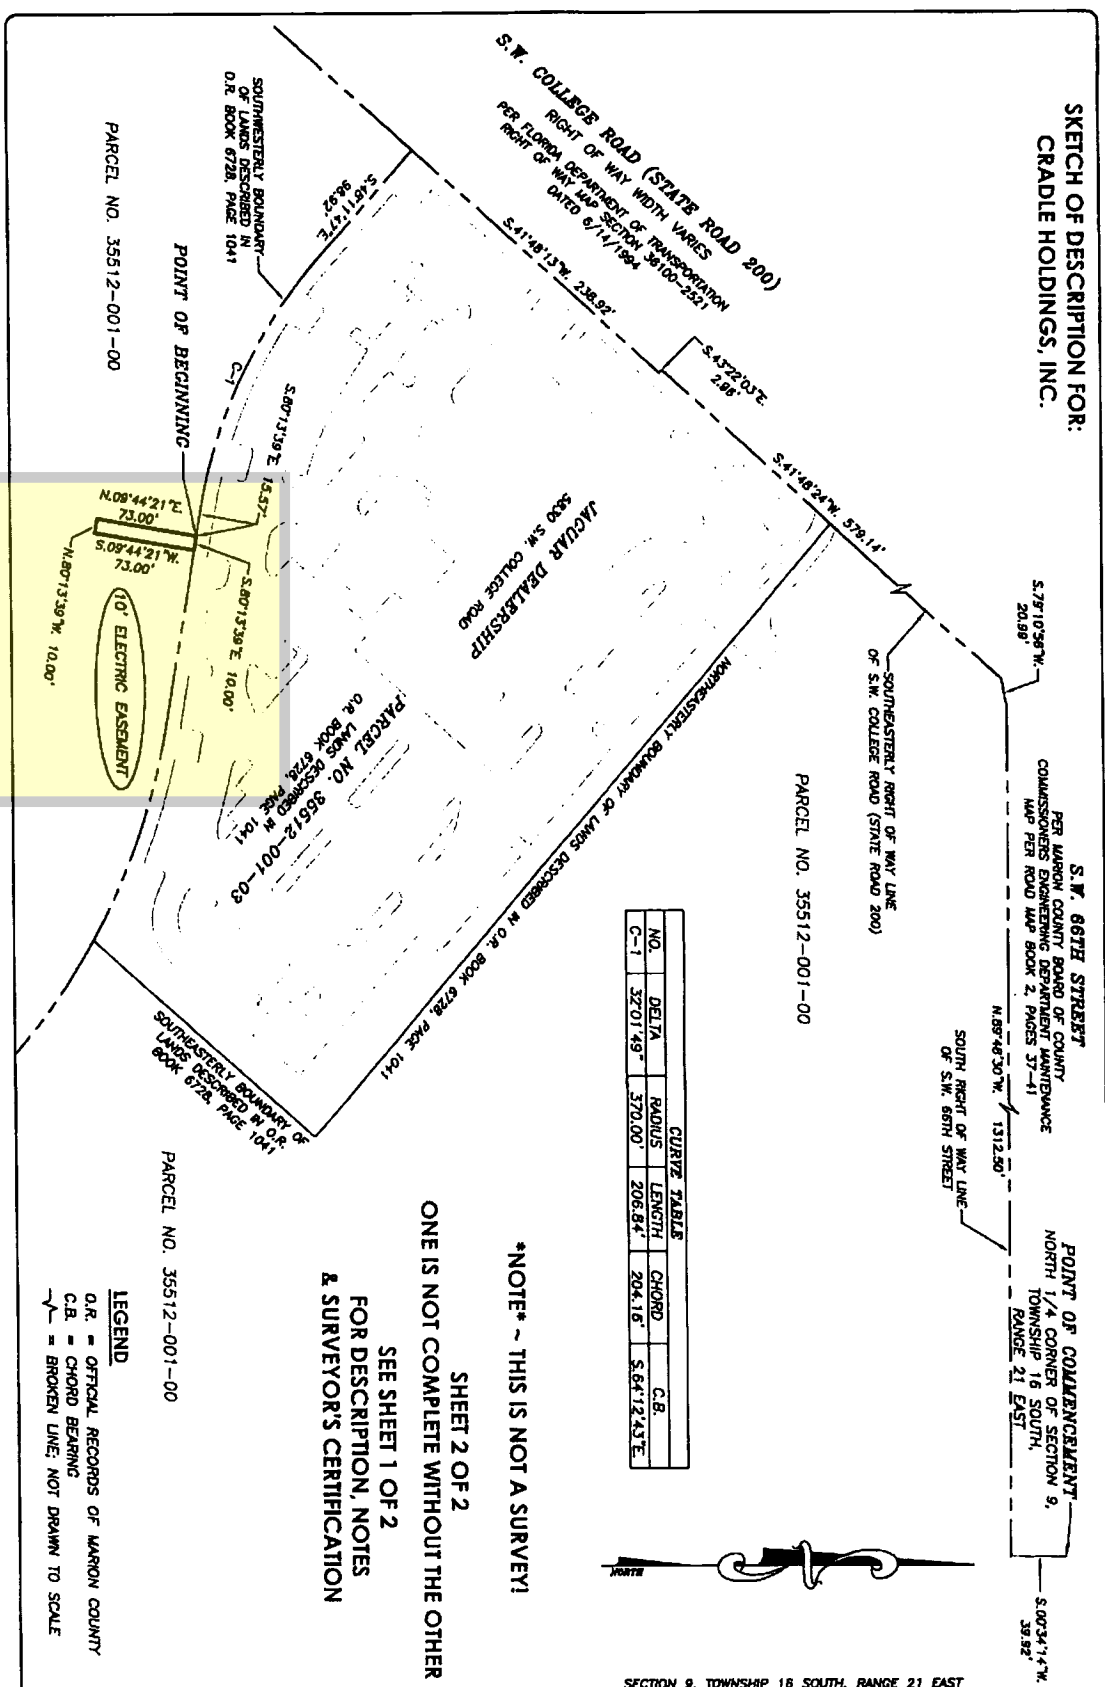 SKETCH OF DESCRIPTION FOR:
CRADLE HOLDINGS, INC.
S.W. COLLEGE ROAD (STATE ROAD 200)
RIGHT OF WAY WIDTH VARIES
PER FLORIDA DEPARTMENT OF TRANSPORTATION
RIGHT OF WAY MAP SECTION 36100-2521
DATED 6/14/1994
S.W. 66TH STREET
PER MARION COUNTY BOARD OF COUNTY
COMMISSIONERS ENGINEERING DEPARTMENT MAINTENANCE
MAP PER ROAD MAP BOOK 2, PAGES 37-41
POINT OF COMMENCEMENT
NORTH 1/4 CORNER OF SECTION 9,
TOWNSHIP 16 SOUTH,
RANGE 21 EAST
S.00°34'14"W.
39.92'
N.89°48'30"W. 1312.50'
SOUTH RIGHT OF WAY LINE
OF S.W. 66TH STREET
S.79°10'58"W.
20.98'
SOUTHEASTERLY RIGHT OF WAY LINE
OF S.W. COLLEGE ROAD (STATE ROAD 200)
S.41°48'24"W. 579.14'
S.43°22'03"E.
2.98'
S.41°48'13"W. 238.92'
S.48°11'47"E.
98.92'
SOUTHWESTERLY BOUNDARY
OF LANDS DESCRIBED IN
O.R. BOOK 6728, PAGE 1041
PARCEL NO. 35512-001-00
POINT OF BEGINNING
C-1
S.80°13'39"E. 15.57'
S.80°13'39"E. 10.00'
N.09°44'21"E.
73.00'
S.09°44'21"W.
73.00'
N.80°13'39"W. 10.00'
10' ELECTRIC EASEMENT
JAGUAR DEALERSHIP
5830 S.W. COLLEGE ROAD
PARCEL NO. 35512-001-03
LANDS DESCRIBED IN
O.R. BOOK 6728, PAGE 1041
NORTHEASTERLY BOUNDARY OF LANDS DESCRIBED IN O.R. BOOK 6728, PAGE 1041
PARCEL NO. 35512-001-00
SOUTHEASTERLY BOUNDARY OF
LANDS DESCRIBED IN O.R.
BOOK 6728, PAGE 1041
PARCEL NO. 35512-001-00
CURVE TABLE
NO. DELTA RADIUS LENGTH CHORD C.B.
C-1 32°01'49" 370.00' 206.84' 204.16' S.64°12'43"E.
NORTH
*NOTE* ~ THIS IS NOT A SURVEY!
SHEET 2 OF 2
ONE IS NOT COMPLETE WITHOUT THE OTHER
SEE SHEET 1 OF 2
FOR DESCRIPTION, NOTES
& SURVEYOR'S CERTIFICATION
LEGEND
O.R. = OFFICIAL RECORDS OF MARION COUNTY
C.B. = CHORD BEARING
= BROKEN LINE; NOT DRAWN TO SCALE
SECTION 9, TOWNSHIP 16 SOUTH, RANGE 21 EAST